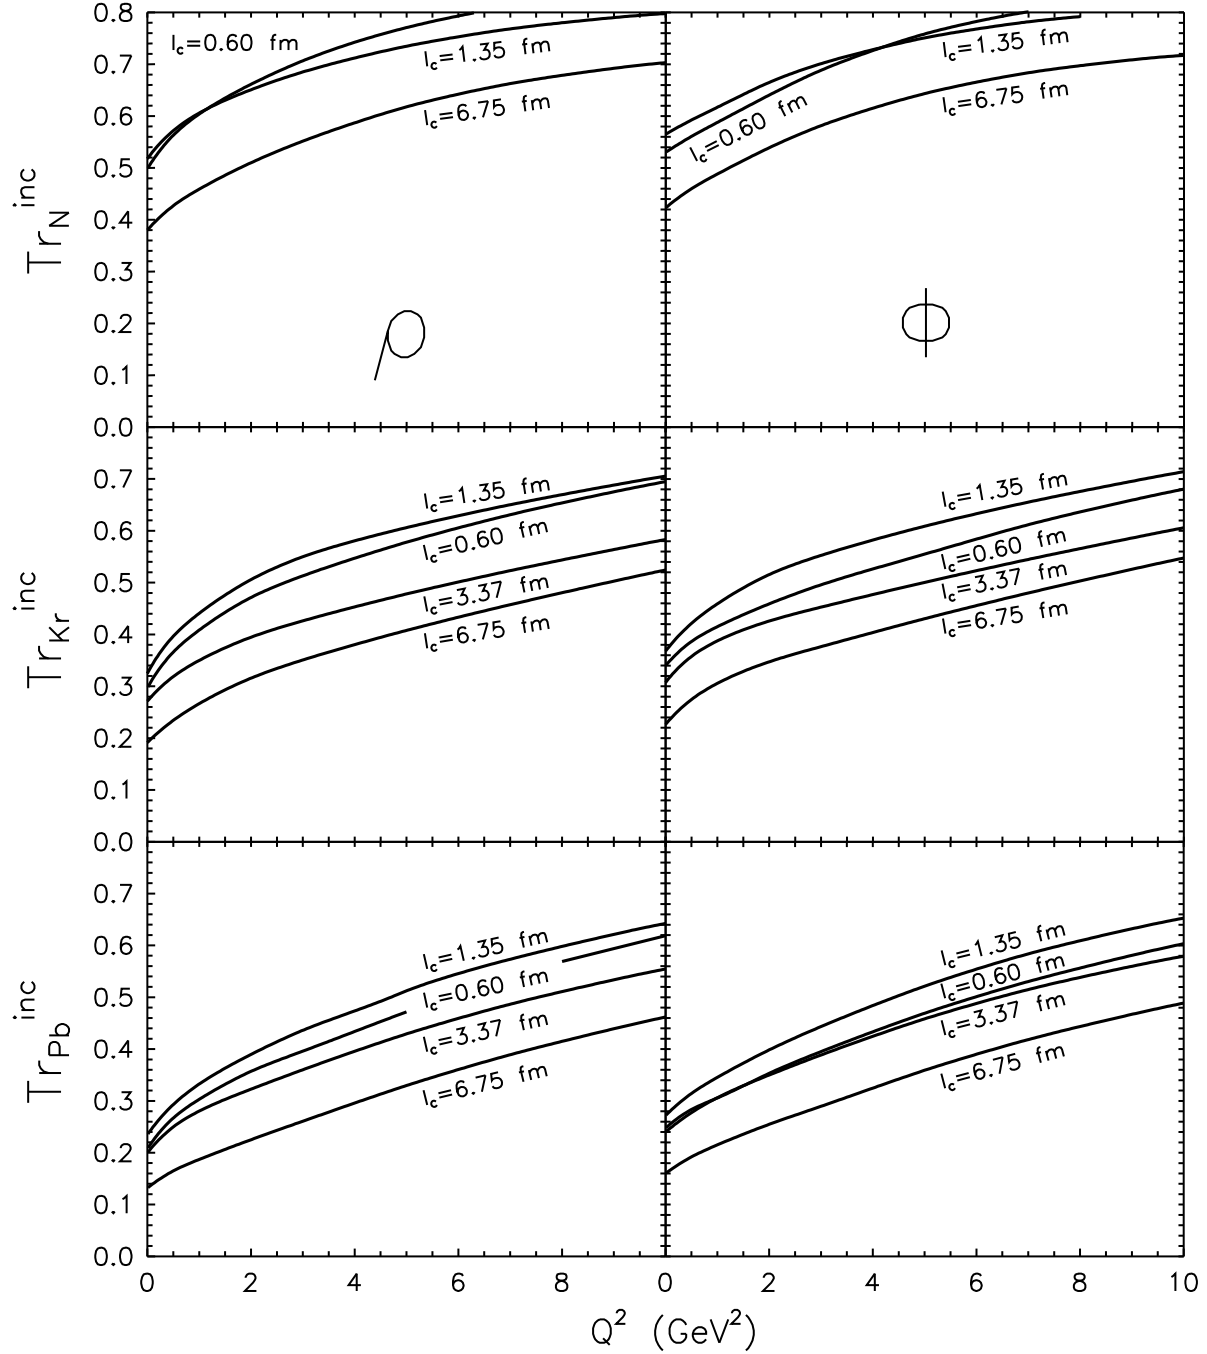 0.8
0.7
0.6
0.5
0.4
0.3
0.2
0.1
0.0
Tr_N^inc
l_c=0.60 fm
l_c=1.35 fm
l_c=6.75 fm
ρ
l_c=1.35 fm
l_c=0.60 fm
l_c=6.75 fm
Φ
0.7
0.6
0.5
0.4
0.3
0.2
0.1
0.0
Tr_Kr^inc
l_c=1.35 fm
l_c=0.60 fm
l_c=3.37 fm
l_c=6.75 fm
l_c=1.35 fm
l_c=0.60 fm
l_c=3.37 fm
l_c=6.75 fm
0.7
0.6
0.5
0.4
0.3
0.2
0.1
0.0
Tr_Pb^inc
l_c=1.35 fm
l_c=0.60 fm
l_c=3.37 fm
l_c=6.75 fm
l_c=1.35 fm
l_c=0.60 fm
l_c=3.37 fm
l_c=6.75 fm
0 2 4 6 8 0 2 4 6 8 10
Q² (GeV²)